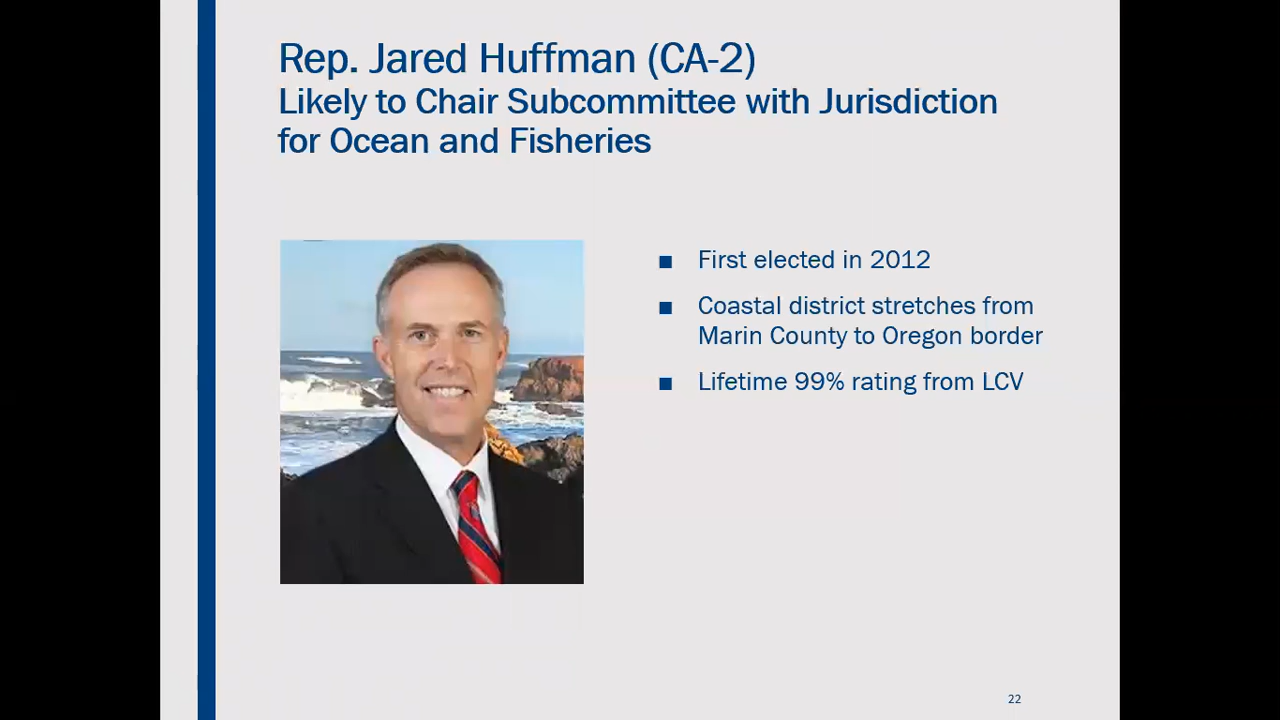 Rep. Jared Huffman (CA-2)
Likely to Chair Subcommittee with Jurisdiction
for Ocean and Fisheries
■ First elected in 2012
■ Coastal district stretches from
Marin County to Oregon border
■ Lifetime 99% rating from LCV
22